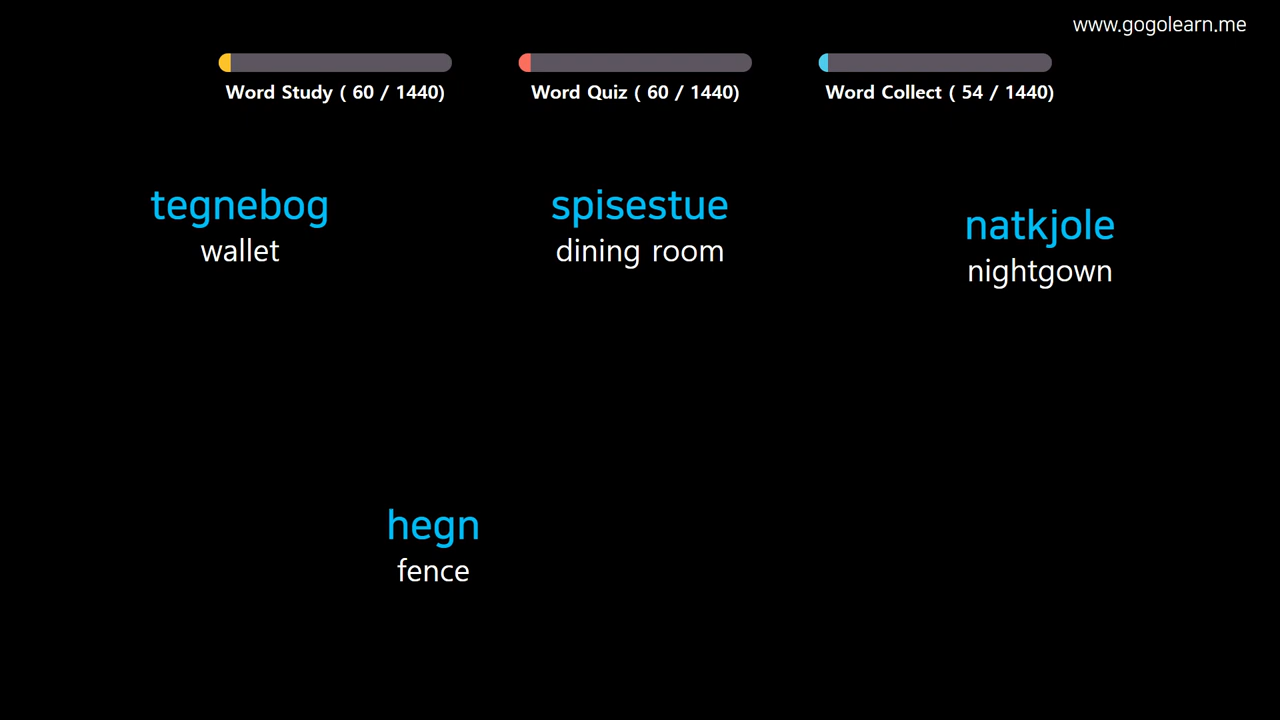 www.gogolearn.me
Word Study ( 60 / 1440)
Word Quiz ( 60 / 1440)
Word Collect ( 54 / 1440)
tegnebog
wallet
spisestue
dining room
natkjole
nightgown
hegn
fence